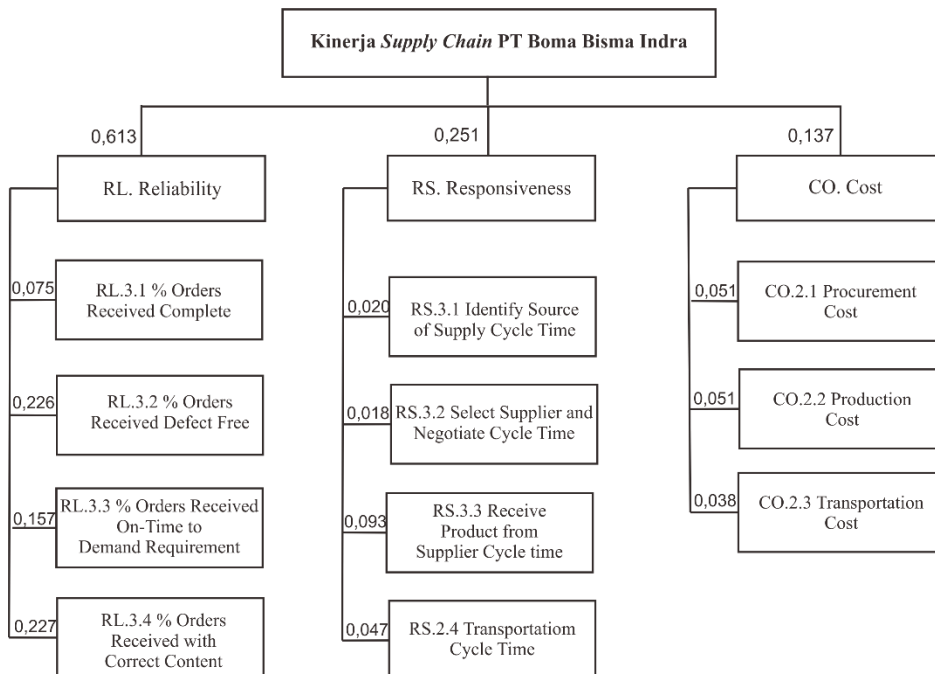 Kinerja Supply Chain PT Boma Bisma Indra
0,613
0,251
0,137
RL. Reliability
RS. Responsiveness
CO. Cost
0,075
RL.3.1 % Orders
Received Complete
0,226
RL.3.2 % Orders
Received Defect Free
0,157
RL.3.3 % Orders Received
On-Time to
Demand Requirement
0,227
RL.3.4 % Orders
Received with
Correct Content
0,020
RS.3.1 Identify Source
of Supply Cycle Time
0,018
RS.3.2 Select Supplier and
Negotiate Cycle Time
0,093
RS.3.3 Receive
Product from
Supplier Cycle time
0,047
RS.2.4 Transportatiom
Cycle Time
0,051
CO.2.1 Procurement
Cost
0,051
CO.2.2 Production
Cost
0,038
CO.2.3 Transportation
Cost